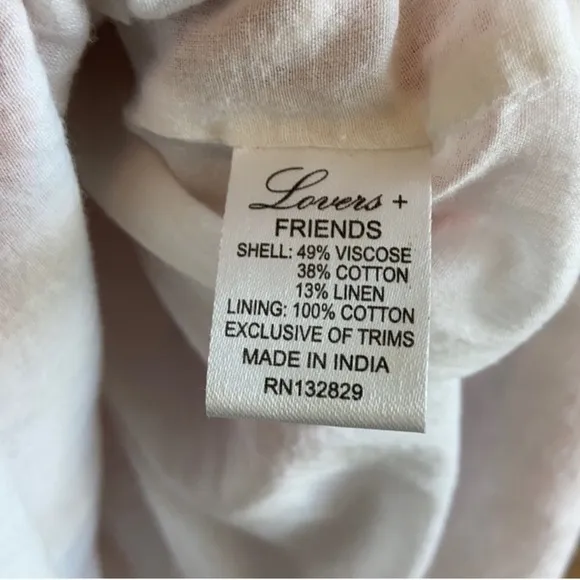 Lovers +
FRIENDS
SHELL: 49% VISCOSE
38% COTTON
13% LINEN
LINING: 100% COTTON
EXCLUSIVE OF TRIMS
MADE IN INDIA
RN132829